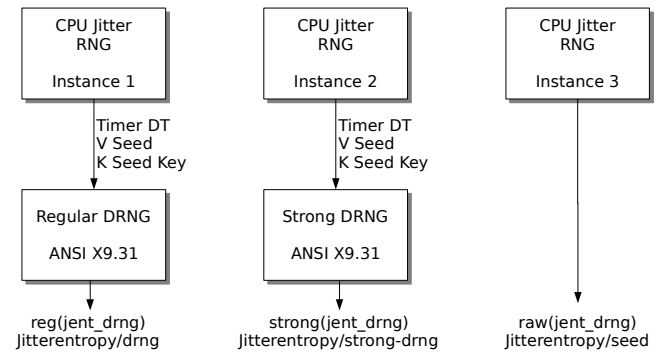 CPU Jitter
RNG
Instance 1
CPU Jitter
RNG
Instance 2
CPU Jitter
RNG
Instance 3
Timer DT
V Seed
K Seed Key
Timer DT
V Seed
K Seed Key
Regular DRNG
ANSI X9.31
Strong DRNG
ANSI X9.31
reg(jent_drng)
Jitterentropy/drng
strong(jent_drng)
Jitterentropy/strong-drng
raw(jent_drng)
Jitterentropy/seed